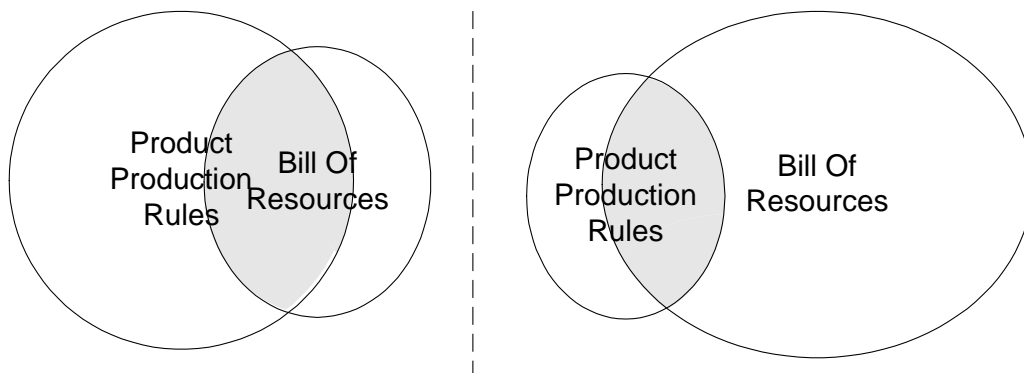 Product
Production
Rules
Bill Of
Resources
Product
Production
Rules
Bill Of
Resources